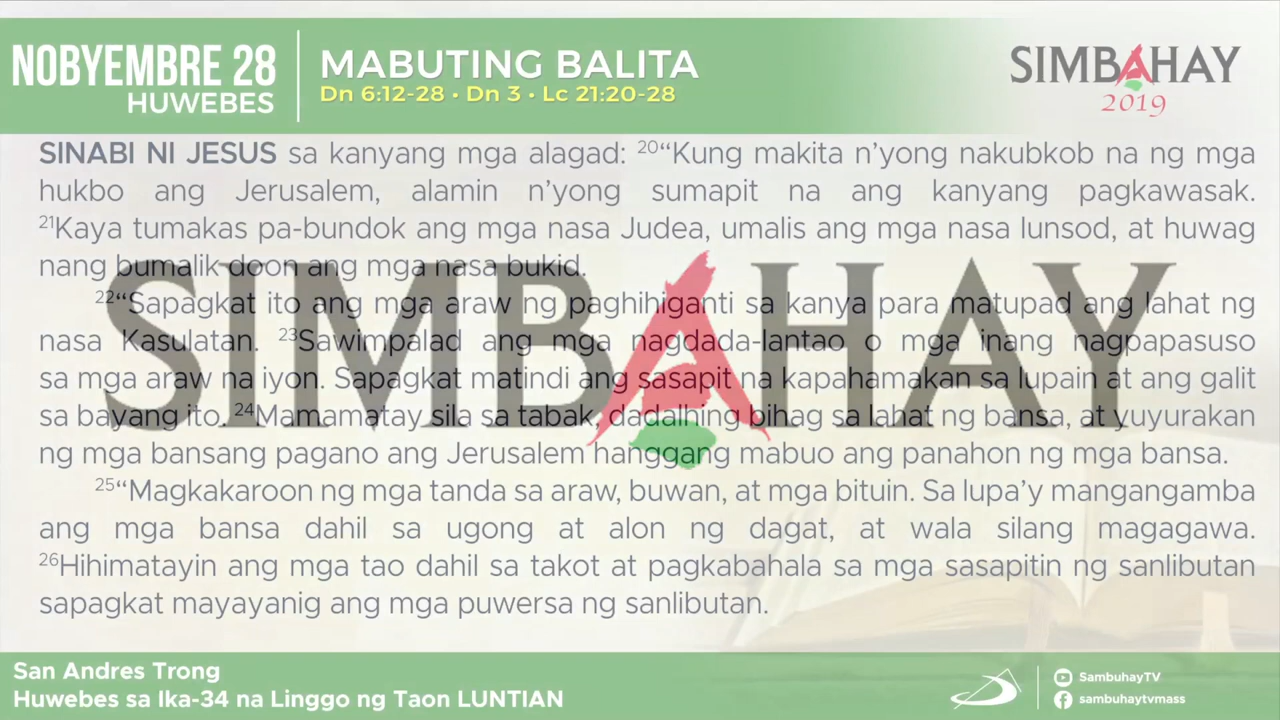 NOBYEMBRE 28
HUWEBES
MABUTING BALITA
Dn 6:12-28 • Dn 3 • Lc 21:20-28
SIMBAHAY
2019
SINABI NI JESUS sa kanyang mga alagad: 20“Kung makita n’yong nakubkob na ng mga
hukbo ang Jerusalem, alamin n’yong sumapit na ang kanyang pagkawasak.
21Kaya tumakas pa-bundok ang mga nasa Judea, umalis ang mga nasa lunsod, at huwag
nang bumalik doon ang mga nasa bukid.
22“Sapagkat ito ang mga araw ng paghihiganti sa kanya para matupad ang lahat ng
nasa Kasulatan. 23Sawimpalad ang mga nagdada-lantao o mga inang nagpapasuso
sa mga araw na iyon. Sapagkat matindi ang sasapit na kapahamakan sa lupain at ang galit
sa bayang ito. 24Mamamatay sila sa tabak, dadalhing bihag sa lahat ng bansa, at yuyurakan
ng mga bansang pagano ang Jerusalem hanggang mabuo ang panahon ng mga bansa.
25“Magkakaroon ng mga tanda sa araw, buwan, at mga bituin. Sa lupa’y mangangamba
ang mga bansa dahil sa ugong at alon ng dagat, at wala silang magagawa.
26Hihimatayin ang mga tao dahil sa takot at pagkabahala sa mga sasapitin ng sanlibutan
sapagkat mayayanig ang mga puwersa ng sanlibutan.
SIMBAHAY
San Andres Trong
Huwebes sa Ika-34 na Linggo ng Taon LUNTIAN
SambuhayTV
sambuhaytvmass